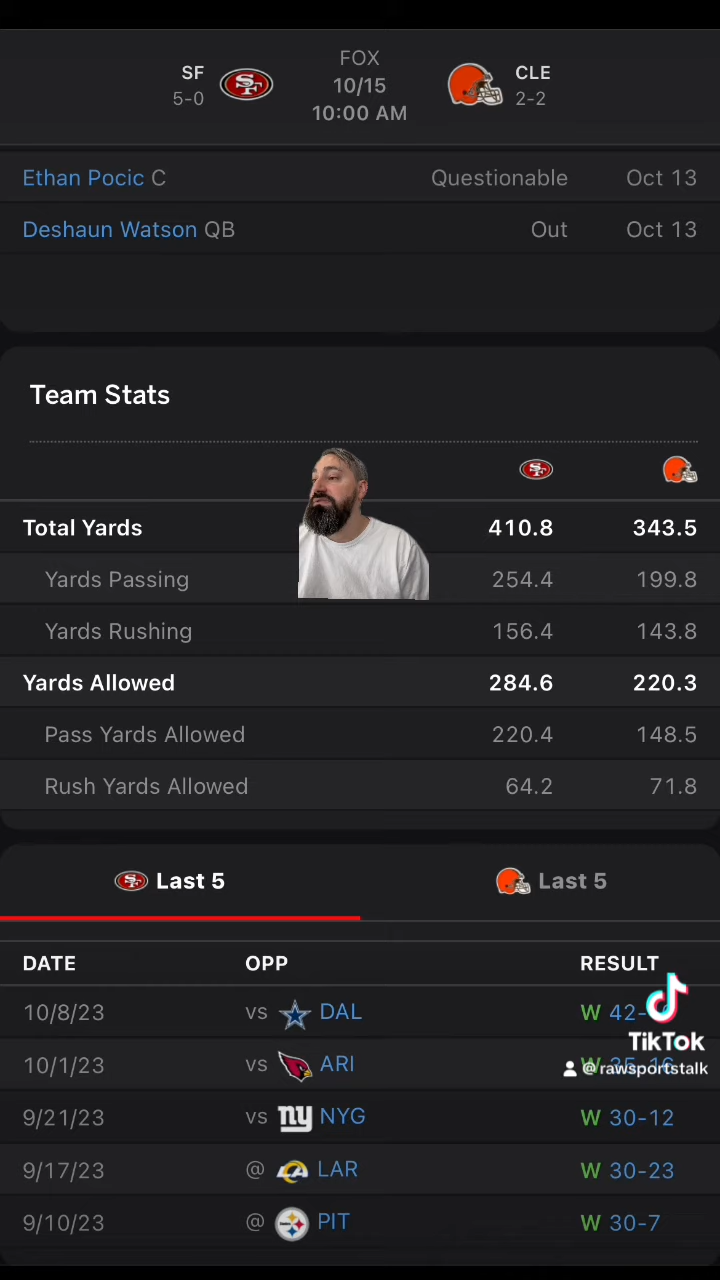 FOX
SF
5-0
10/15
10:00 AM
CLE
2-2
Ethan Pocic C Questionable Oct 13
Deshaun Watson QB Out Oct 13
Team Stats
Total Yards 410.8 343.5
Yards Passing 254.4 199.8
Yards Rushing 156.4 143.8
Yards Allowed 284.6 220.3
Pass Yards Allowed 220.4 148.5
Rush Yards Allowed 64.2 71.8
SF Last 5 Last 5
DATE OPP RESULT
10/8/23 vs DAL W 42-
TikTok
10/1/23 vs ARI W 35-16
@rawsportstalk
9/21/23 vs ny NYG W 30-12
9/17/23 @ LAR W 30-23
9/10/23 @ PIT W 30-7